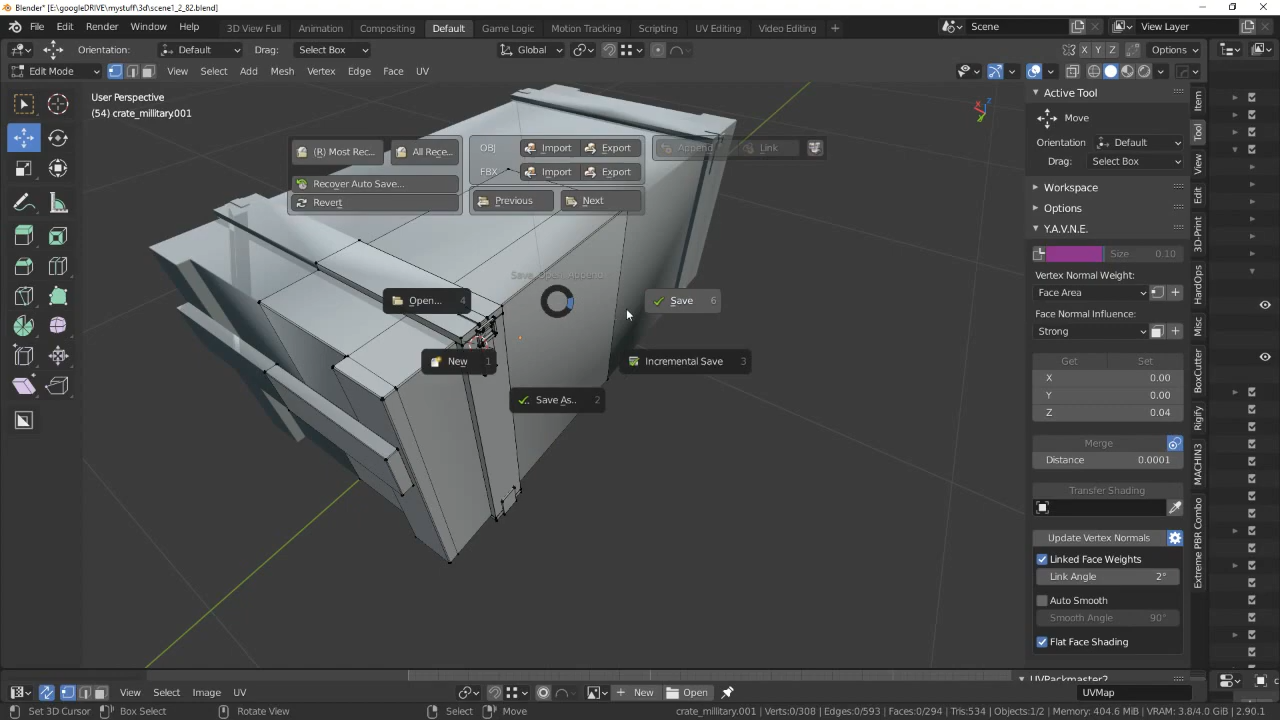 Blender* [E:\googleDRIVE\mystuff\3d\scene1_2_82.blend]
File Edit Render Window Help
3D View Full Animation Compositing Default Game Logic Motion Tracking Scripting UV Editing Video Editing +
Scene
View Layer
Orientation: Default Drag: Select Box
Global
X Y Z
Options
Edit Mode
View Select Add Mesh Vertex Edge Face UV
User Perspective
(54) crate_military.001
(R) Most Rec... All Rece...
Recover Auto Save...
Revert
OBJ Import Export
FBX Import Export
Previous Next
Append Link
Save, Open...Append
Open... 4
Save 6
New 1
Incremental Save 3
Save As.. 2
Active Tool
Move
Orientation Default
Drag: Select Box
Workspace
Options
Y.A.V.N.E.
Size 0.10
Vertex Normal Weight:
Face Area
Face Normal Influence:
Strong
Get Set
X 0.00
Y 0.00
Z 0.04
Merge
Distance 0.0001
Transfer Shading
Update Vertex Normals
Linked Face Weights
Link Angle 2°
Auto Smooth
Smooth Angle 90°
Flat Face Shading
UVPackmaster2
Item
Tool
View
Edit
3D-Print
HardOps
Misc
BoxCutter
Rigify
MACHIN3
Extreme PBR Combo
View Select Image UV
New Open
UVMap
Set 3D Cursor Box Select Rotate View Select Move
crate_military.001 | Verts:0/308 | Edges:0/593 | Faces:0/294 | Tris:534 | Objects:1/2 | Memory: 404.6 MiB | VRAM: 3.8/4.0 GiB | 2.90.1